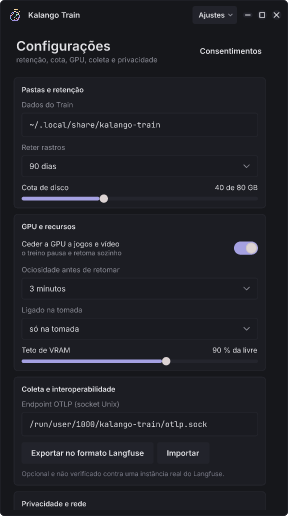 Kalango Train
Ajustes
Configurações
retenção, cota, GPU, coleta e privacidade
Consentimentos
Pastas e retenção
Dados do Train
~/.local/share/kalango-train
Reter rastros
90 dias
Cota de disco
40 de 80 GB
GPU e recursos
Ceder a GPU a jogos e vídeo
o treino pausa e retoma sozinho
Ociosidade antes de retomar
3 minutos
Ligado na tomada
só na tomada
Teto de VRAM
90 % da livre
Coleta e interoperabilidade
Endpoint OTLP (socket Unix)
/run/user/1000/kalango-train/otlp.sock
Exportar no formato Langfuse
Importar
Opcional e não verificado contra uma instância real do Langfuse.
Privacidade e rede